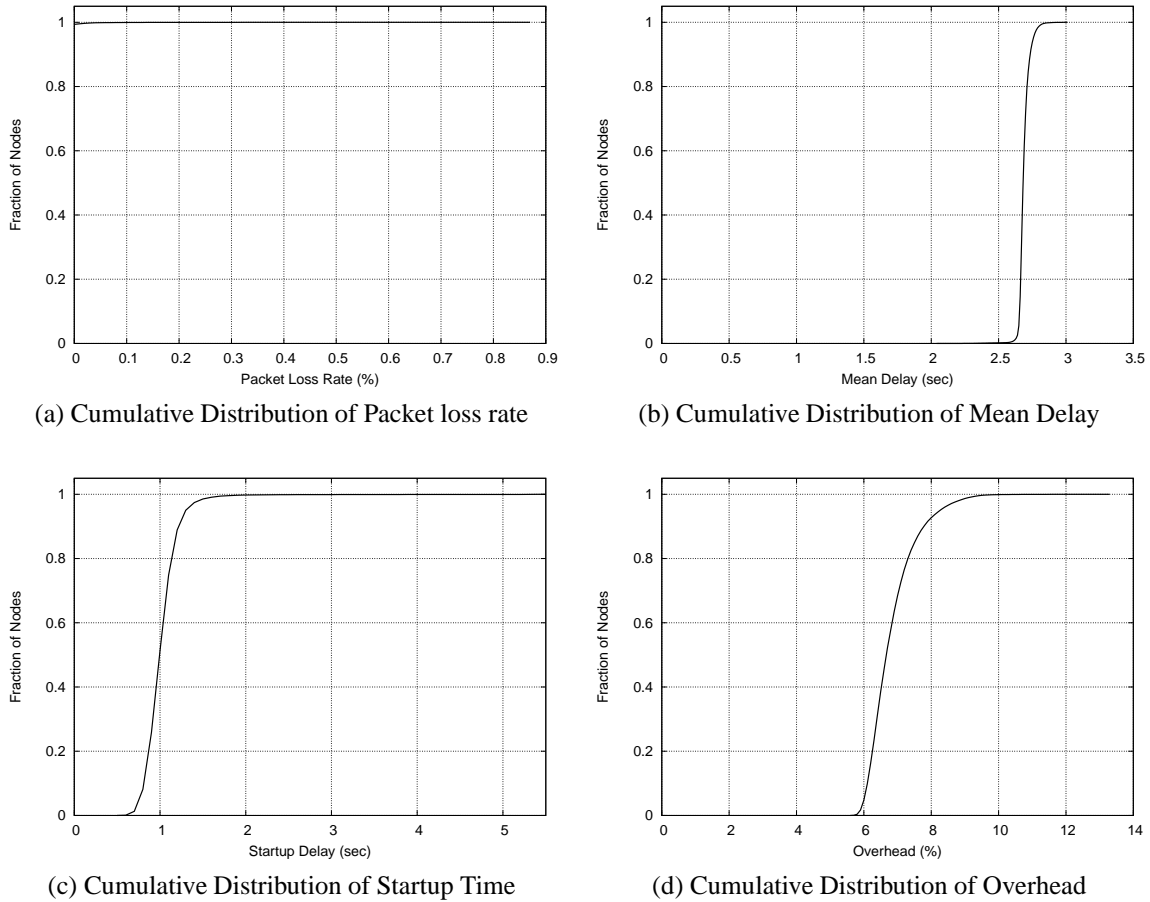 1
0.8
0.6
0.4
0.2
0
Fraction of Nodes
0 0.1 0.2 0.3 0.4 0.5 0.6 0.7 0.8 0.9
Packet Loss Rate (%)
(a) Cumulative Distribution of Packet loss rate
1
0.8
0.6
0.4
0.2
0
Fraction of Nodes
0 0.5 1 1.5 2 2.5 3 3.5
Mean Delay (sec)
(b) Cumulative Distribution of Mean Delay
1
0.8
0.6
0.4
0.2
0
Fraction of Nodes
0 1 2 3 4 5
Startup Delay (sec)
(c) Cumulative Distribution of Startup Time
1
0.8
0.6
0.4
0.2
0
Fraction of Nodes
0 2 4 6 8 10 12 14
Overhead (%)
(d) Cumulative Distribution of Overhead